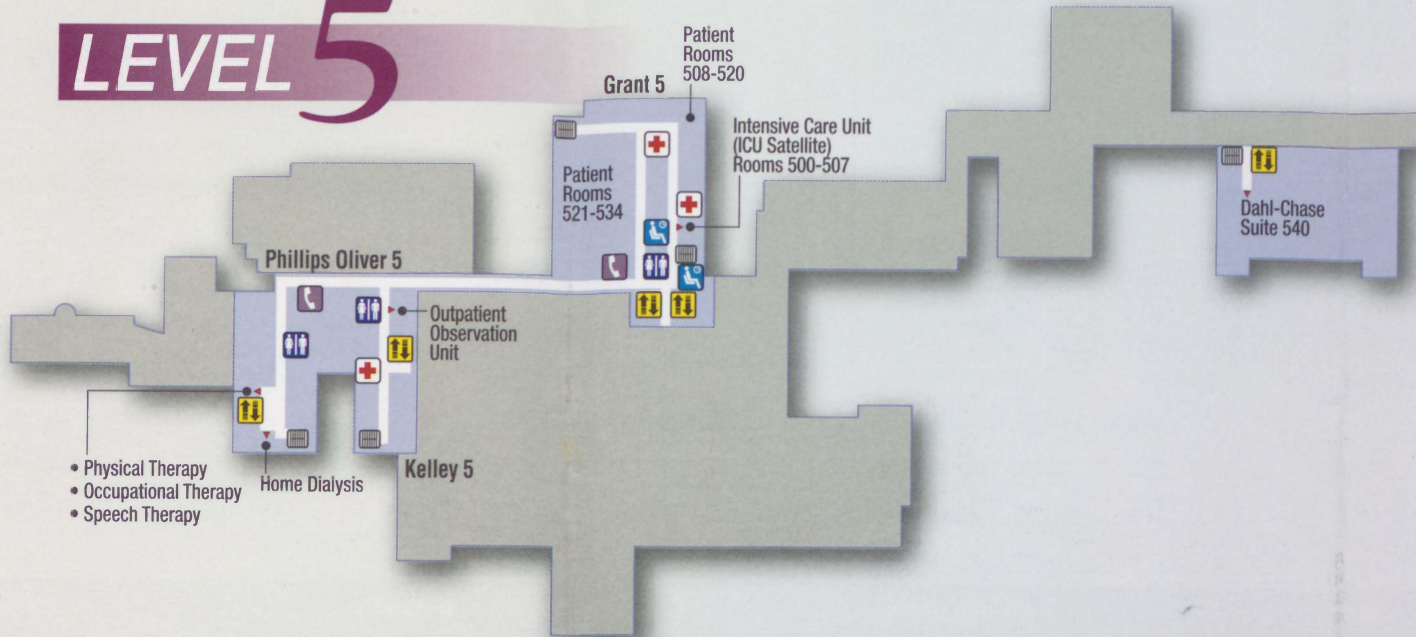 LEVEL 5
Patient
Rooms
508-520
Grant 5
Intensive Care Unit
(ICU Satellite)
Rooms 500-507
Patient
Rooms
521-534
Dahl-Chase
Suite 540
Phillips Oliver 5
Outpatient
Observation
Unit
Kelley 5
• Physical Therapy
• Occupational Therapy
• Speech Therapy
Home Dialysis